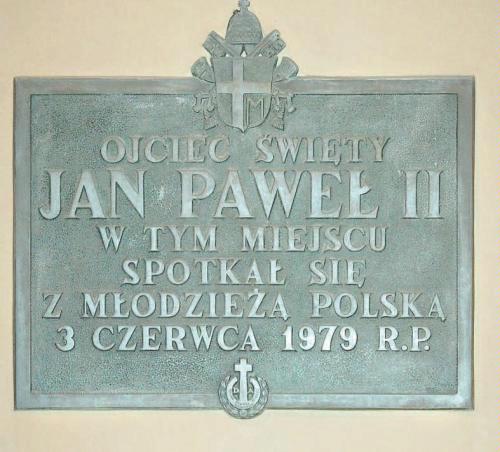 OJCIEC ŚWIĘTY
JAN PAWEŁ II
W TYM MIEJSCU
SPOTKAŁ SIĘ
Z MŁODZIEŻĄ POLSKĄ
3 CZERWCA 1979 R.P.